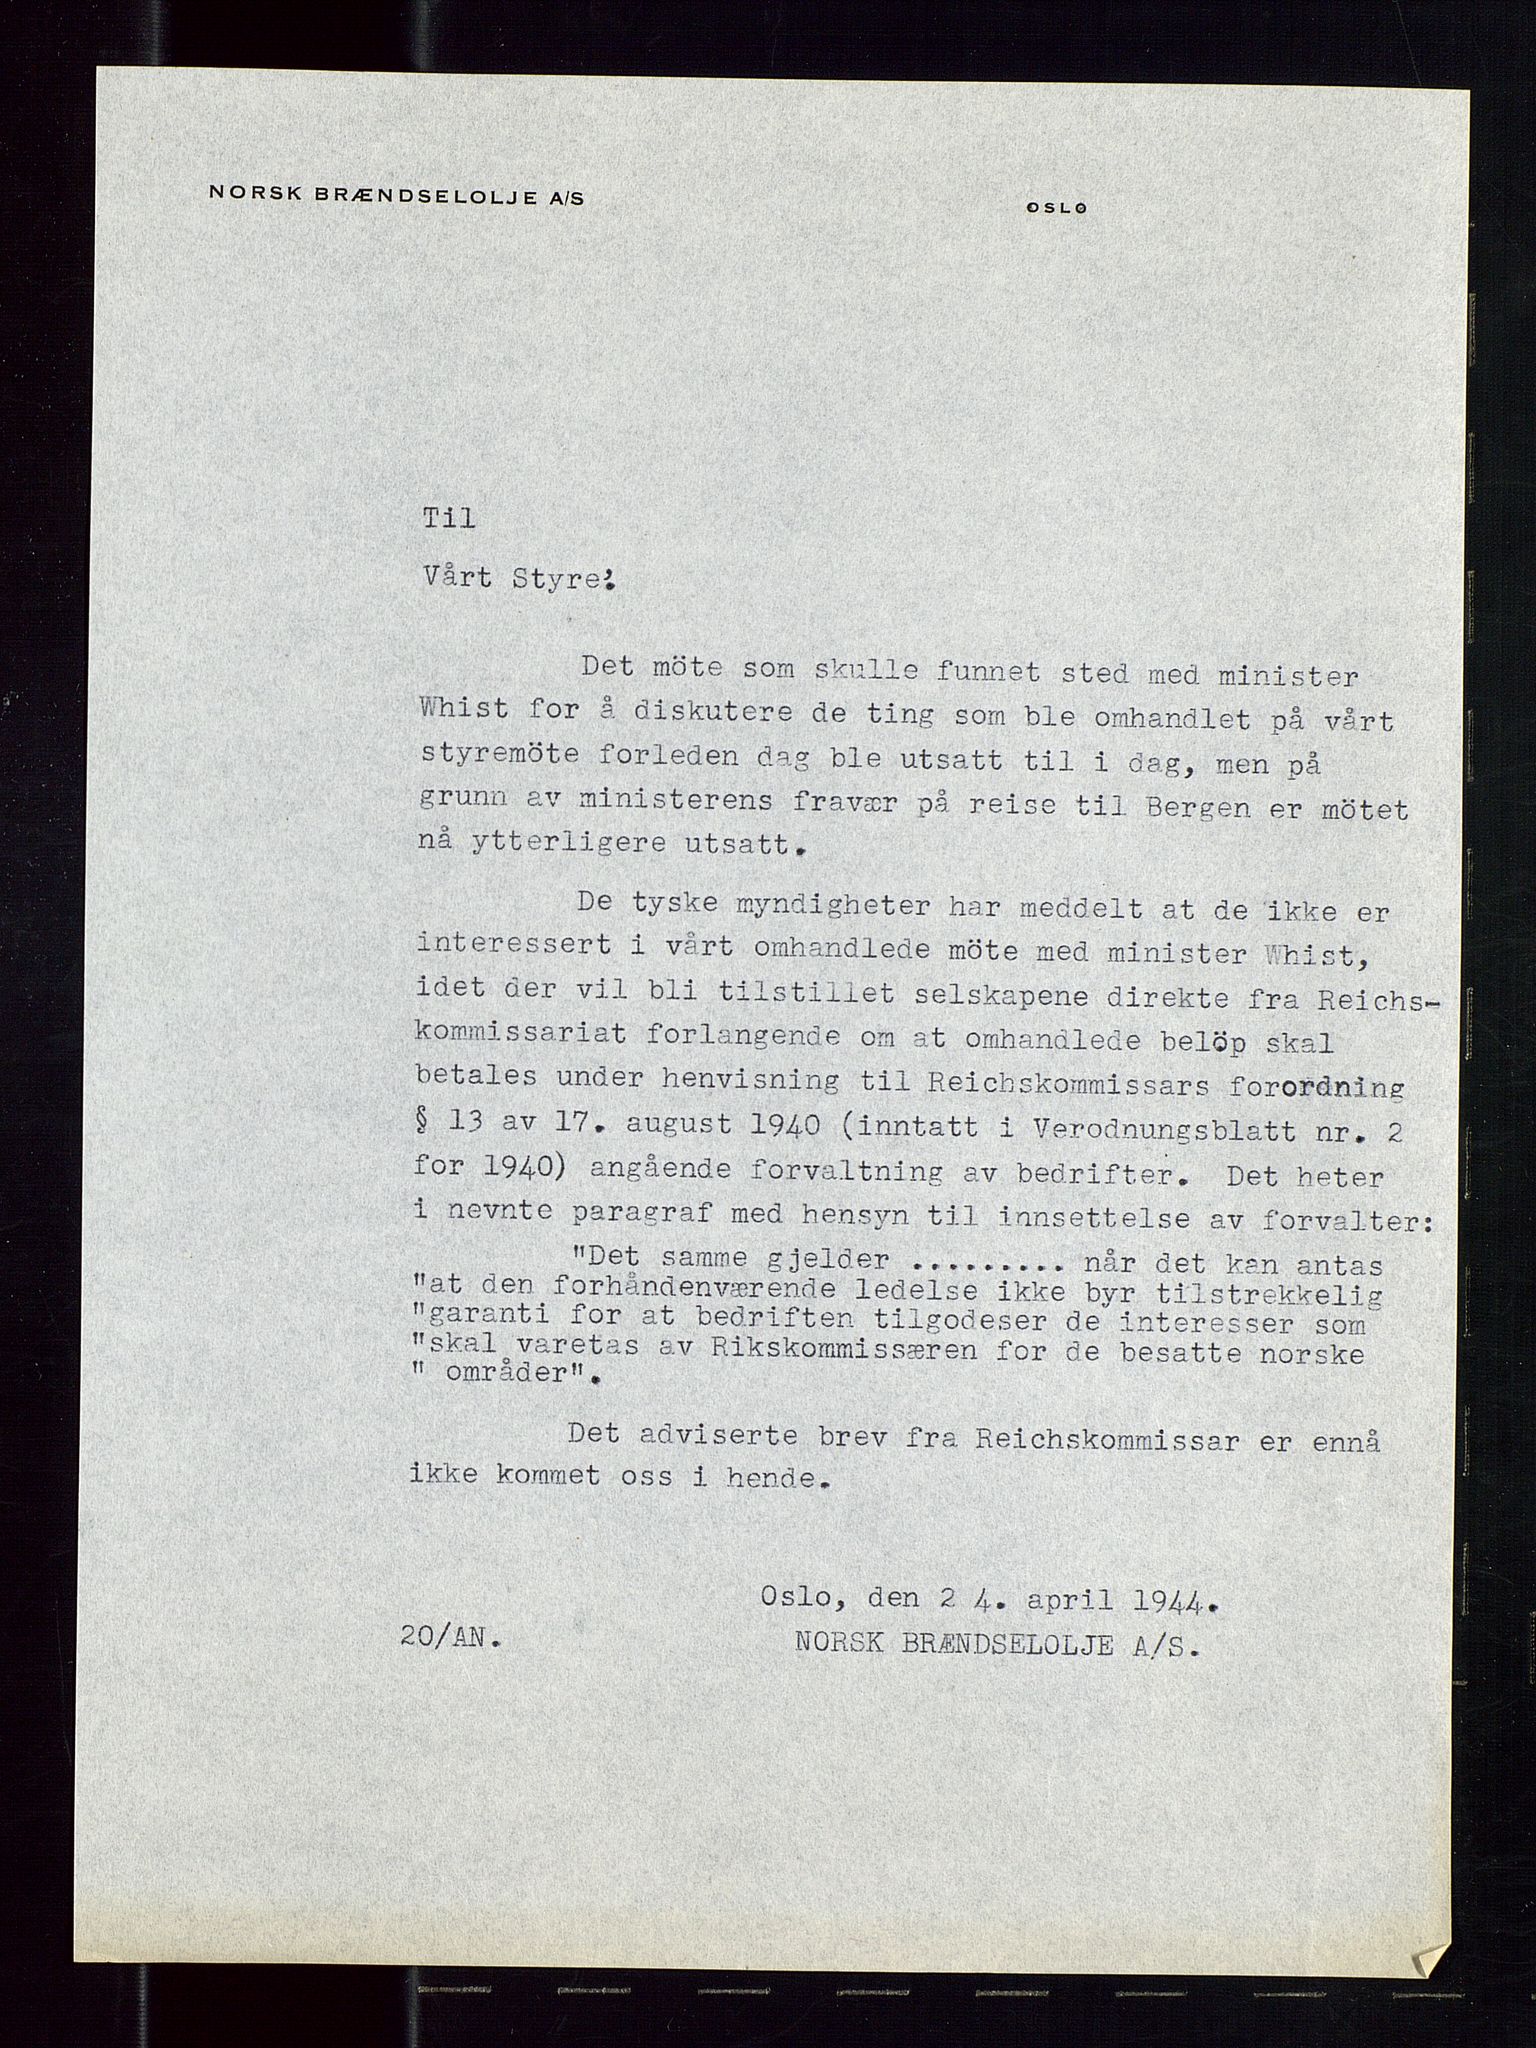 NORSK BRÆNDSELOLJE A/S OSLO
Til
Vårt Styre.
Det möte som skulle funnet sted med minister
Whist for å diskutere de ting som ble omhandlet på vårt
styremöte forleden dag ble utsatt til i dag, men på
grunn av ministerens fravær på reise til Bergen er mötet
nå ytterligere utsatt.
De tyske myndigheter har meddelt at de ikke er
interessert i vårt omhandlede möte med minister Whist,
idet der vil bli tilstillet selskapene direkte fra Reichs-
kommissariat forlangende om at omhandlede belöp skal
betales under henvisning til Reichskommissars forordning
§ 13 av 17. august 1940 (inntatt i Verodnungsblatt nr. 2
for 1940) angående forvaltning av bedrifter. Det heter
i nevnte paragraf med hensyn til innsettelse av forvalter:
"Det samme gjelder ......... når det kan antas
"at den forhåndenværende ledelse ikke byr tilstrekkelig
"garanti for at bedriften tilgodeser de interesser som
"skal varetas av Rikskommissæren for de besatte norske
" områder".
Det adviserte brev fra Reichskommissar er ennå
ikke kommet oss i hende.
Oslo, den 2 4. april 1944.
20/AN. NORSK BRÆNDSELOLJE A/S.